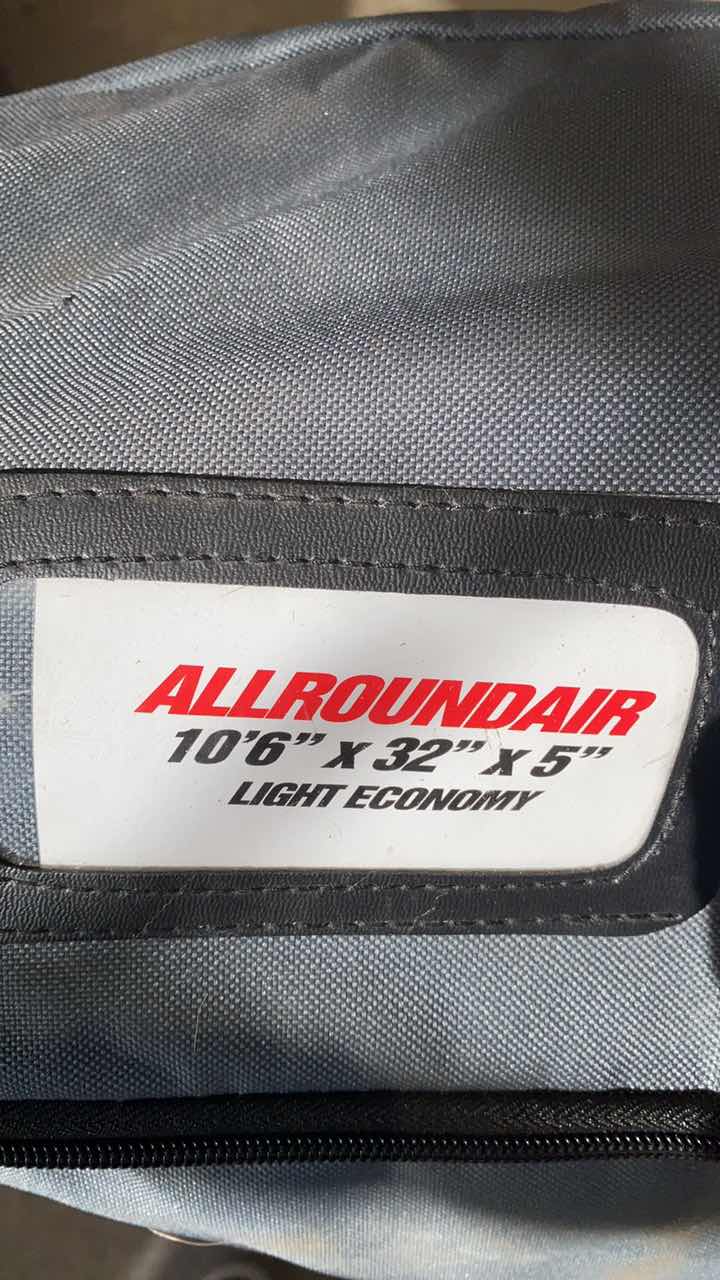 ALLROUNDAIR
10'6” x 32” x 5”
LIGHT ECONOMY